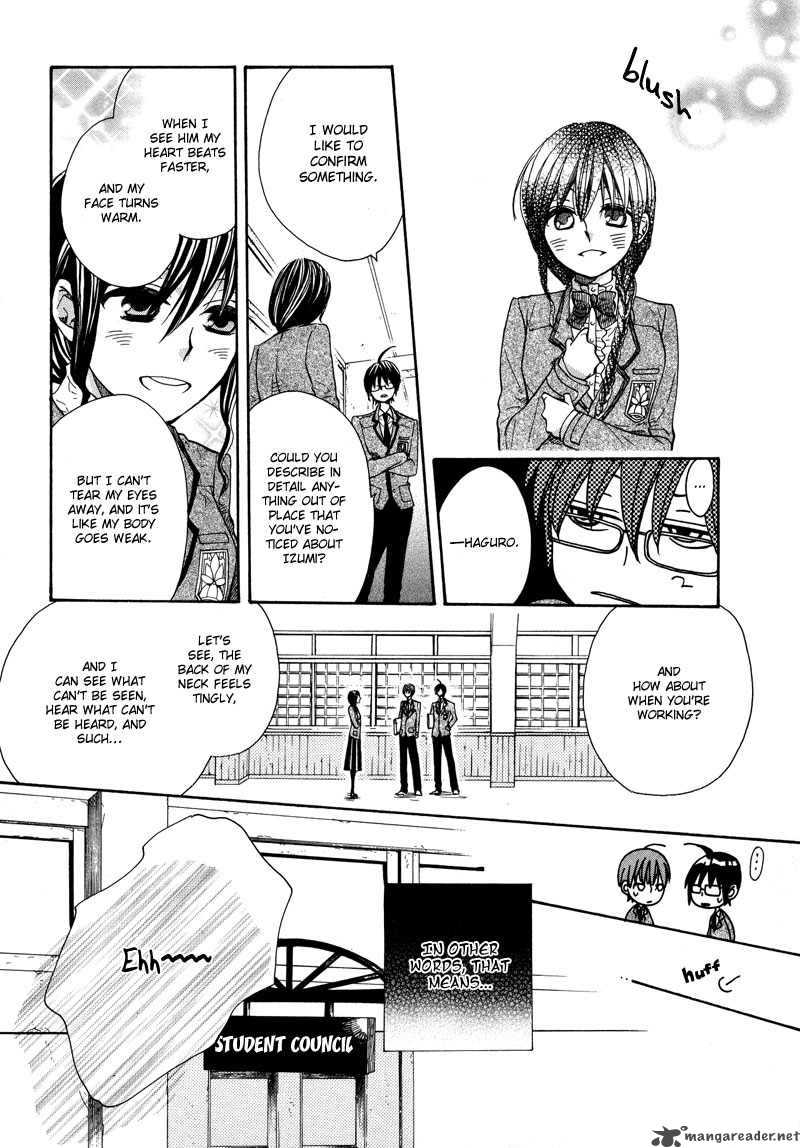 blush
I WOULD
LIKE TO
CONFIRM
SOMETHING.
WHEN I
SEE HIM MY
HEART BEATS
FASTER,
AND MY
FACE TURNS
WARM.
BUT I CAN'T
TEAR MY EYES
AWAY, AND IT'S
LIKE MY BODY
GOES WEAK.
COULD YOU
DESCRIBE IN
DETAIL ANY-
THING OUT OF
PLACE THAT
YOU'VE NO-
TICED ABOUT
IZUMI?
—HAGURO.
...
AND
HOW ABOUT
WHEN YOU'RE
WORKING?
LET'S
SEE, THE
BACK OF MY
NECK FEELS
TINGLY,
AND I
CAN SEE WHAT
CAN'T BE SEEN,
HEAR WHAT CAN'T
BE HEARD, AND
SUCH...
...
huff
IN OTHER
WORDS, THAT
MEANS...
Ehh~~~~
STUDENT COUNCIL
mangareader.net